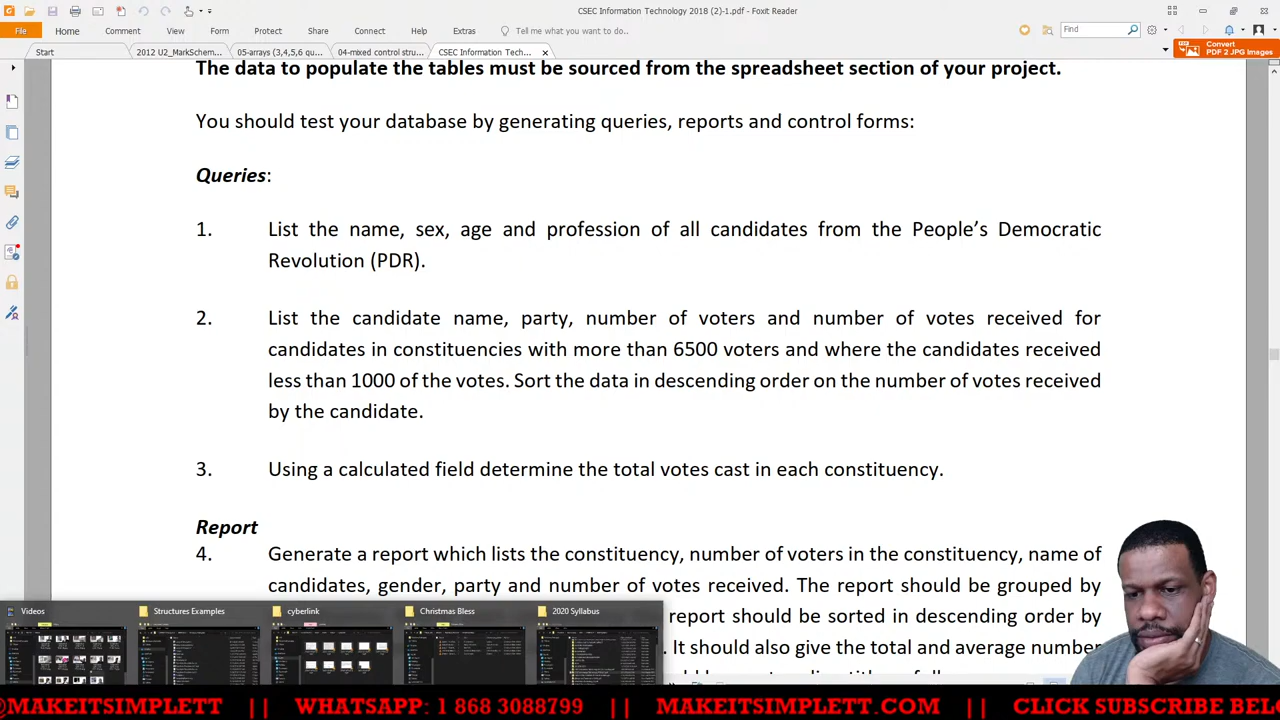 CSEC Information Technology 2018 (2)-1.pdf - Foxit Reader
File Home Comment View Form Protect Share Connect Help Extras Tell me what you want to do... Find
Start 2012 U2_MarkSchem... 05-arrays (3,4,5,6 qu... 04-mixed control stru... CSEC Information Tech... Convert
PDF 2 JPG Images
The data to populate the tables must be sourced from the spreadsheet section of your project.
You should test your database by generating queries, reports and control forms:
Queries:
1. List the name, sex, age and profession of all candidates from the People's Democratic
Revolution (PDR).
2. List the candidate name, party, number of voters and number of votes received for
candidates in constituencies with more than 6500 voters and where the candidates received
less than 1000 of the votes. Sort the data in descending order on the number of votes received
by the candidate.
3. Using a calculated field determine the total votes cast in each constituency.
Report
4. Generate a report which lists the constituency, number of voters in the constituency, name of
candidates, gender, party and number of votes received. The report should be grouped by
Videos Structures Examples cyberlink Christmas Bless 2020 Syllabus
report should be sorted in descending order by
. It should also give the total and average number
@MAKEITSIMPLETT || WHATSAPP: 1 868 3088799 || MAKEITSIMPLETT.COM || CLICK SUBSCRIBE BELO